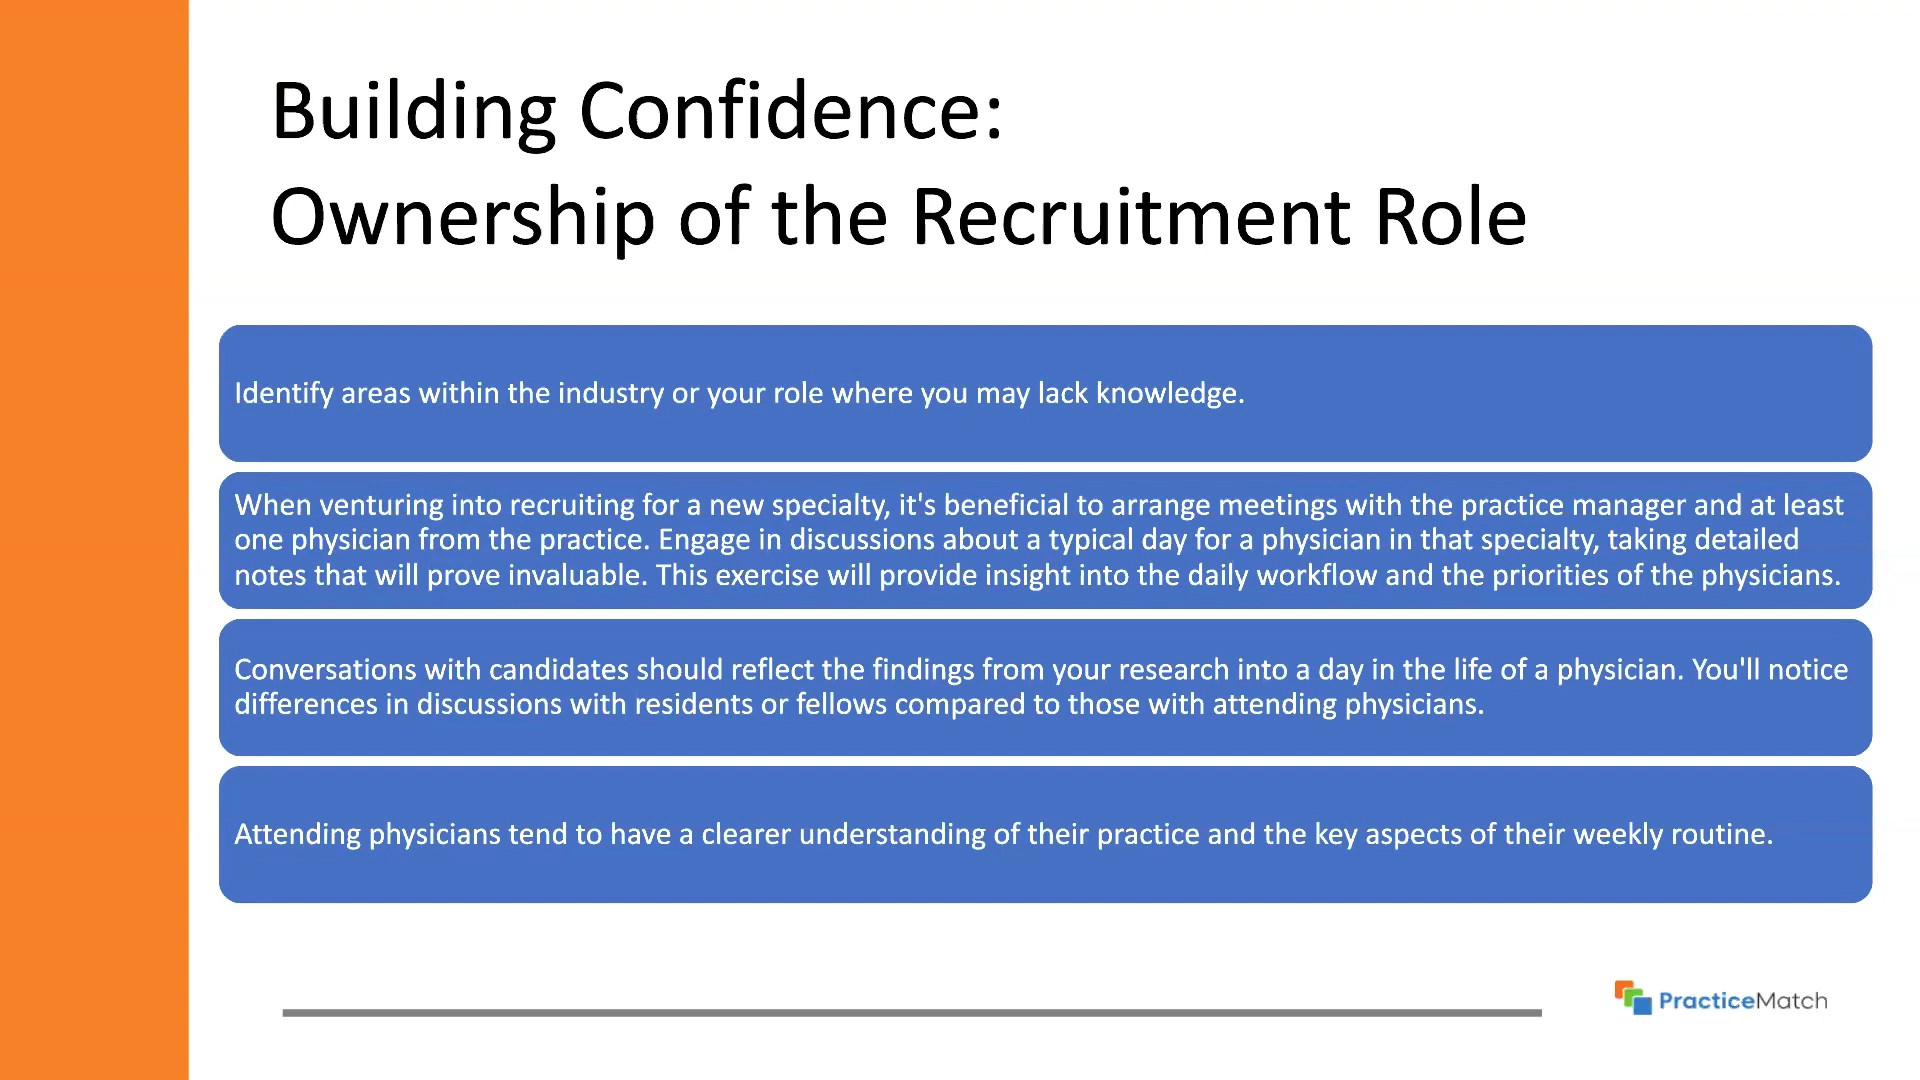 Building Confidence:
Ownership of the Recruitment Role
Identify areas within the industry or your role where you may lack knowledge.
When venturing into recruiting for a new specialty, it's beneficial to arrange meetings with the practice manager and at least
one physician from the practice. Engage in discussions about a typical day for a physician in that specialty, taking detailed
notes that will prove invaluable. This exercise will provide insight into the daily workflow and the priorities of the physicians.
Conversations with candidates should reflect the findings from your research into a day in the life of a physician. You'll notice
differences in discussions with residents or fellows compared to those with attending physicians.
Attending physicians tend to have a clearer understanding of their practice and the key aspects of their weekly routine.
PracticeMatch